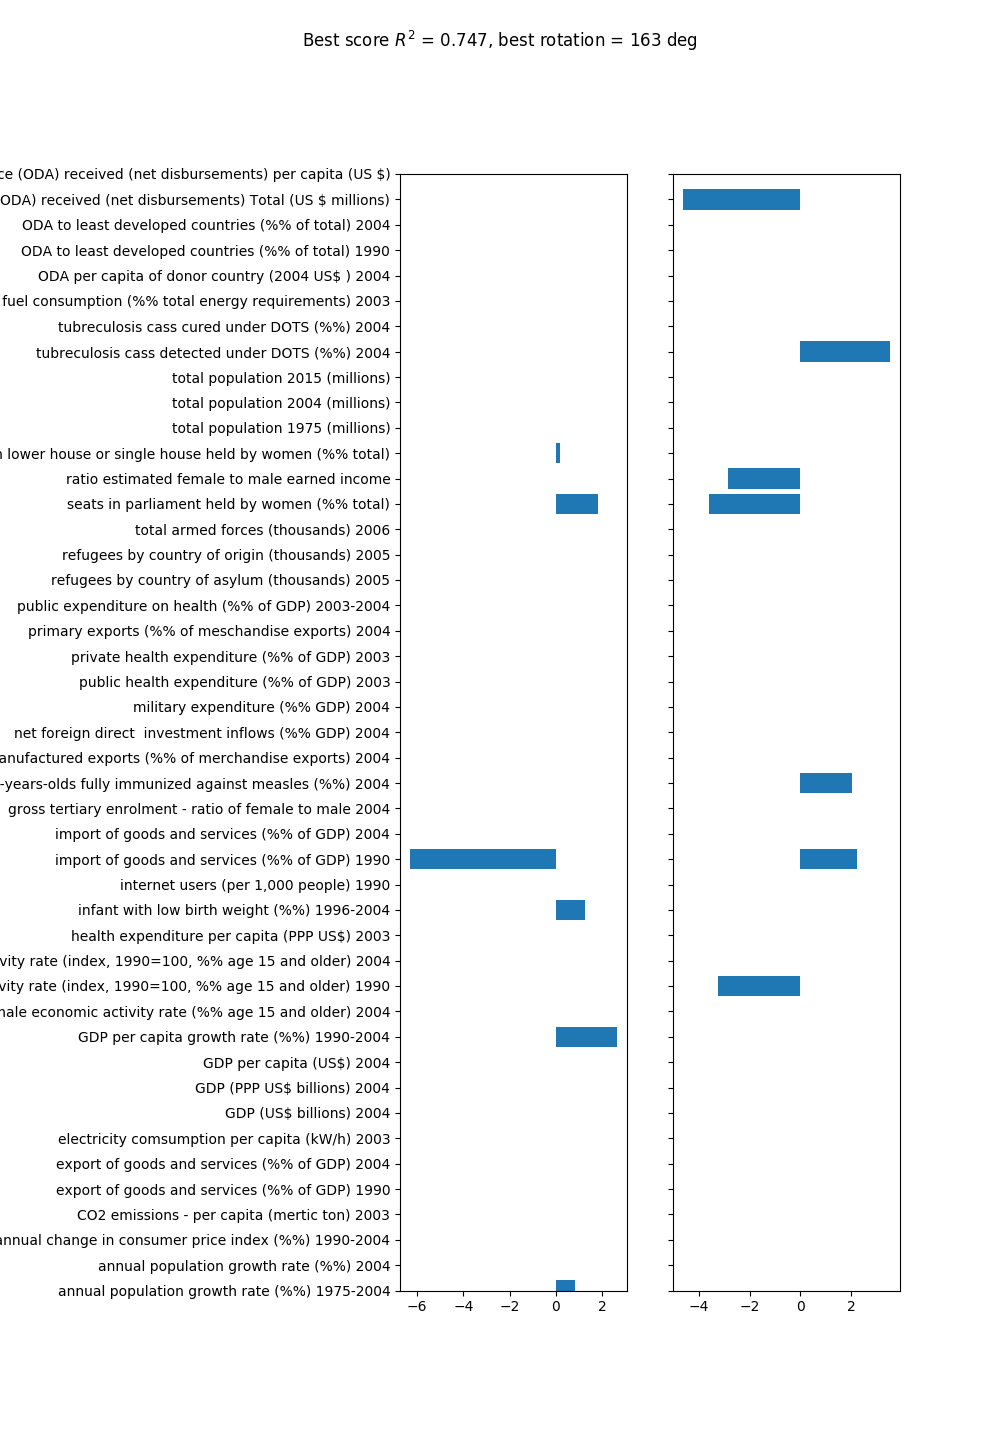 Best score R² = 0.747, best rotation = 163 deg
ce (ODA) received (net disbursements) per capita (US $)
ODA) received (net disbursements) Total (US $ millions)
ODA to least developed countries (%% of total) 2004
ODA to least developed countries (%% of total) 1990
ODA per capita of donor country (2004 US$ ) 2004
fuel consumption (%% total energy requirements) 2003
tubreculosis cass cured under DOTS (%%) 2004
tubreculosis cass detected under DOTS (%%) 2004
total population 2015 (millions)
total population 2004 (millions)
total population 1975 (millions)
n lower house or single house held by women (%% total)
ratio estimated female to male earned income
seats in parliament held by women (%% total)
total armed forces (thousands) 2006
refugees by country of origin (thousands) 2005
refugees by country of asylum (thousands) 2005
public expenditure on health (%% of GDP) 2003-2004
primary exports (%% of meschandise exports) 2004
private health expenditure (%% of GDP) 2003
public health expenditure (%% of GDP) 2003
military expenditure (%% GDP) 2004
net foreign direct  investment inflows (%% GDP) 2004
anufactured exports (%% of merchandise exports) 2004
-years-olds fully immunized against measles (%%) 2004
gross tertiary enrolment - ratio of female to male 2004
import of goods and services (%% of GDP) 2004
import of goods and services (%% of GDP) 1990
internet users (per 1,000 people) 1990
infant with low birth weight (%%) 1996-2004
health expenditure per capita (PPP US$) 2003
vity rate (index, 1990=100, %% age 15 and older) 2004
vity rate (index, 1990=100, %% age 15 and older) 1990
nale economic activity rate (%% age 15 and older) 2004
GDP per capita growth rate (%%) 1990-2004
GDP per capita (US$) 2004
GDP (PPP US$ billions) 2004
GDP (US$ billions) 2004
electricity comsumption per capita (kW/h) 2003
export of goods and services (%% of GDP) 2004
export of goods and services (%% of GDP) 1990
CO2 emissions - per capita (mertic ton) 2003
annual change in consumer price index (%%) 1990-2004
annual population growth rate (%%) 2004
annual population growth rate (%%) 1975-2004
−6 −4 −2 0 2
−4 −2 0 2